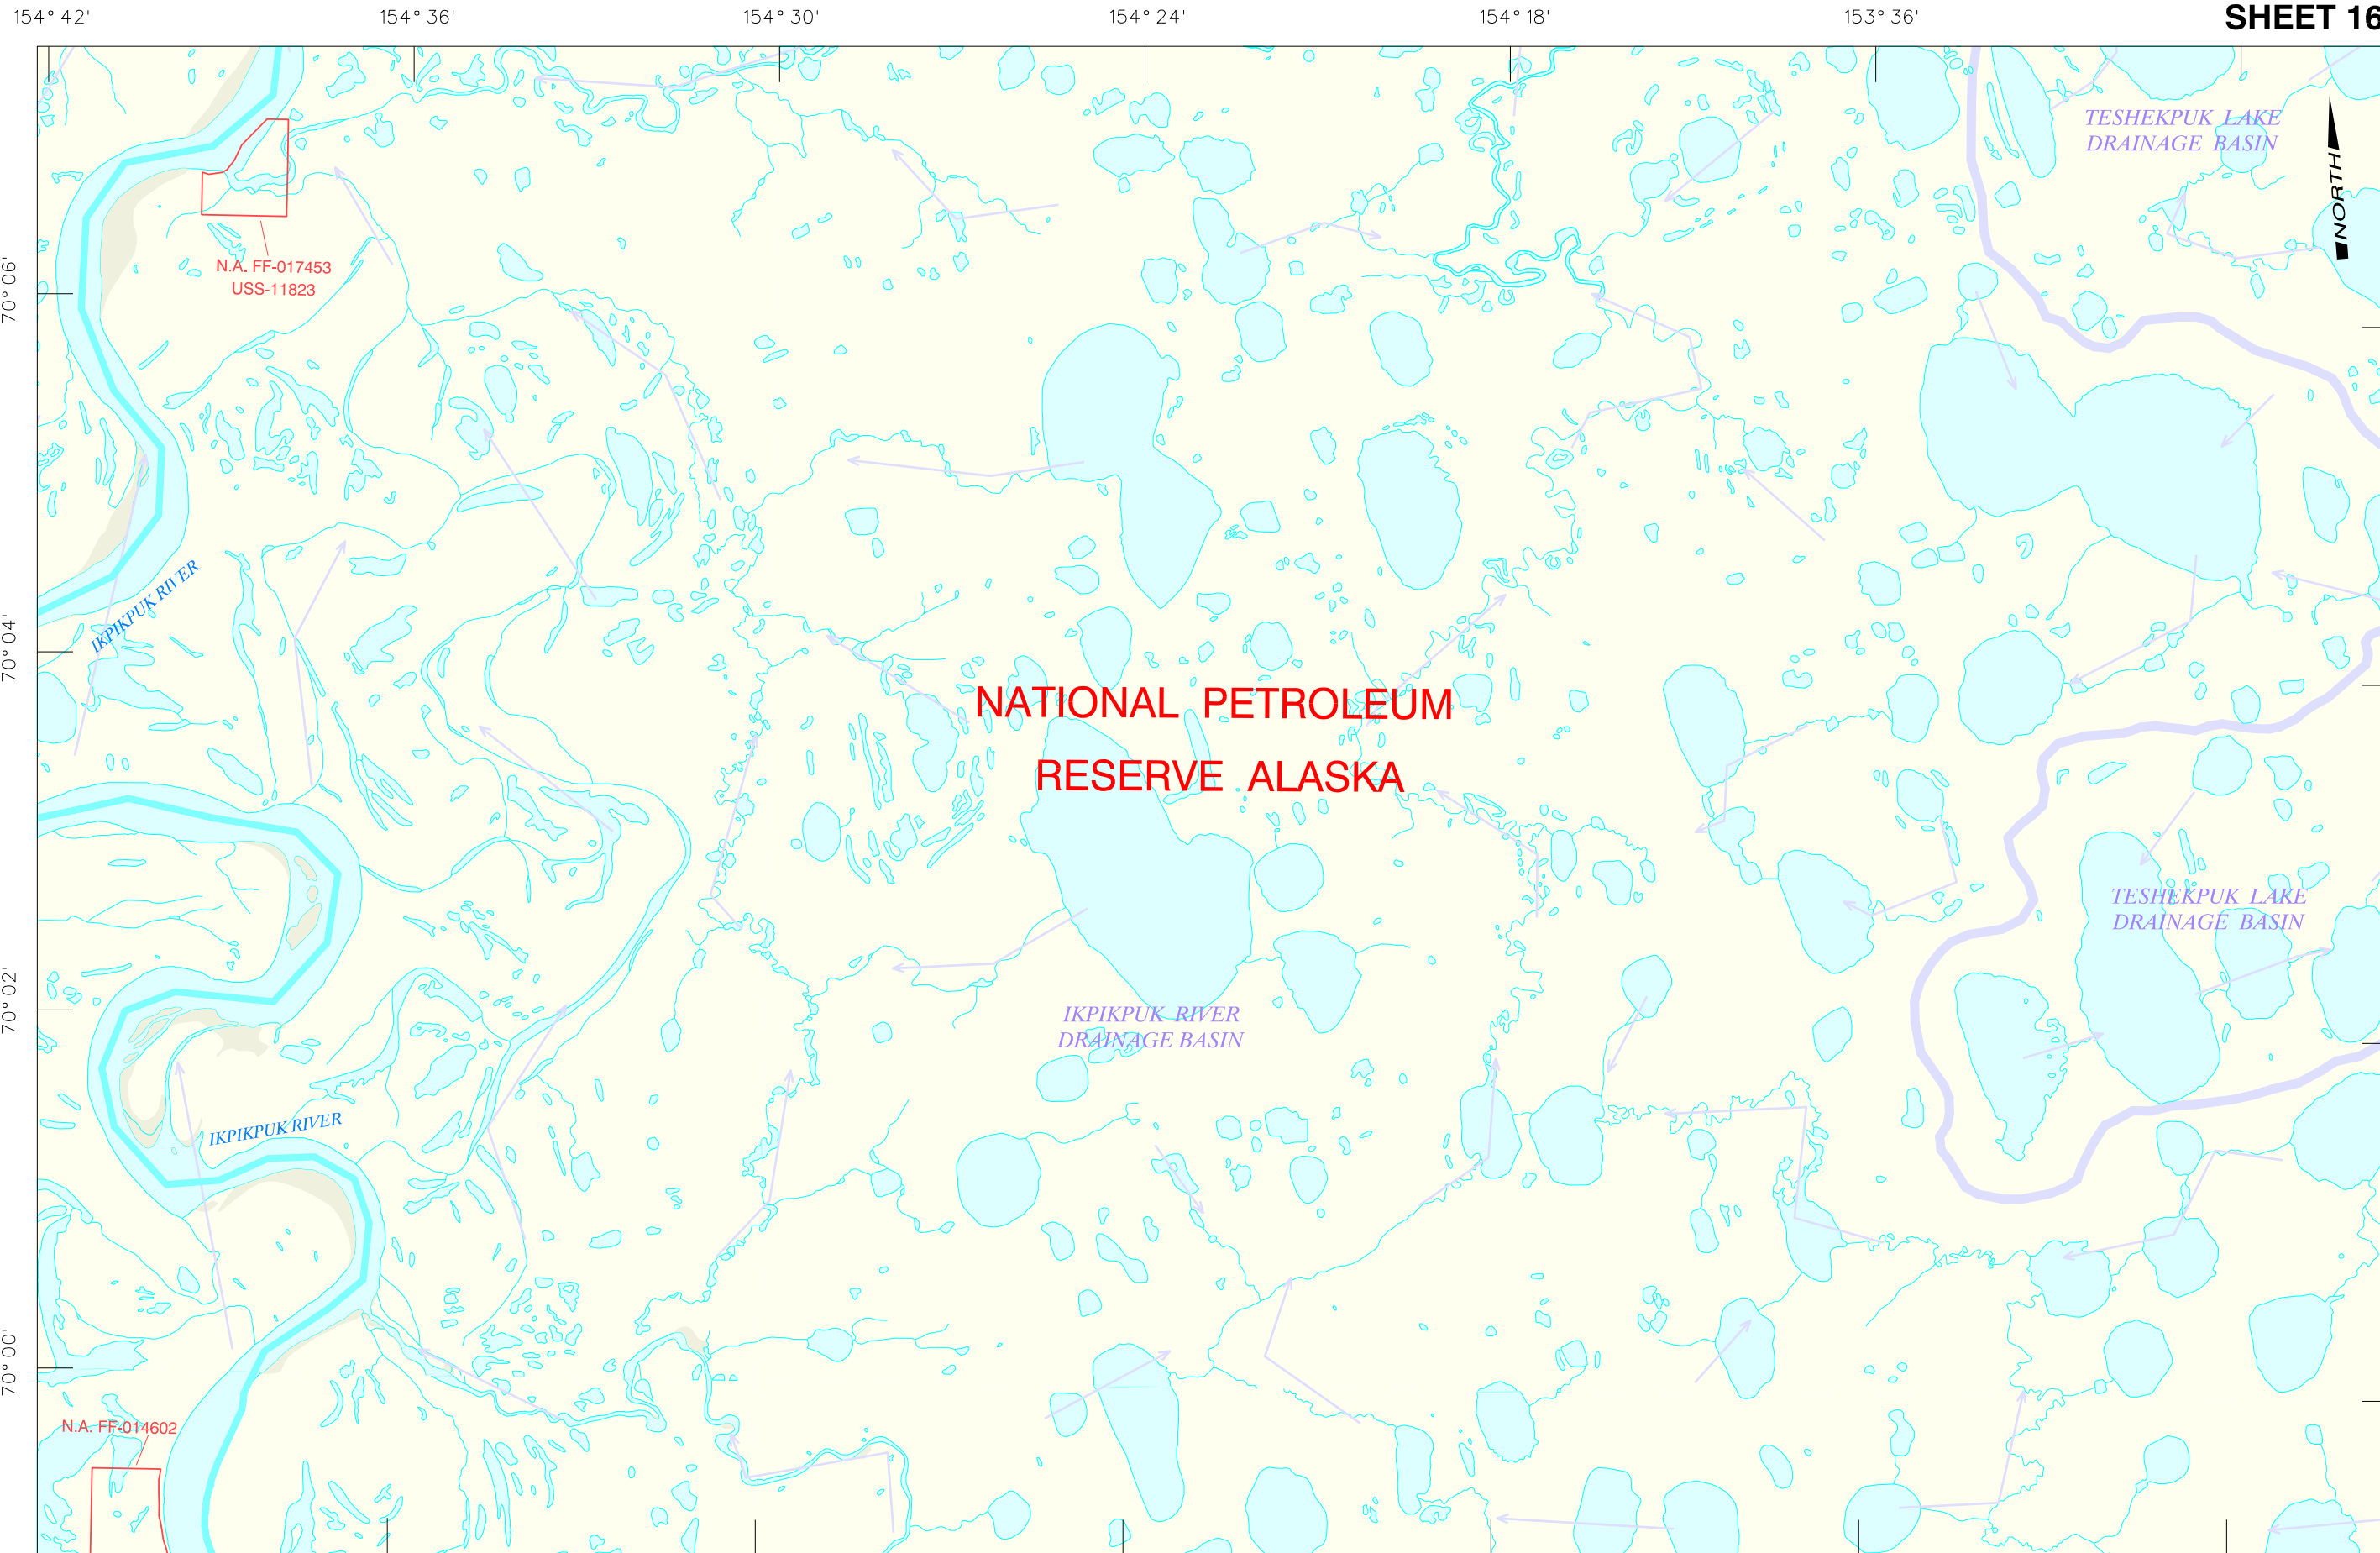 154° 42'
154° 36'
154° 30'
154° 24'
154° 18'
153° 36'
SHEET 16
TESHEKPUK LAKE
DRAINAGE BASIN
NORTH
70° 06'
N.A. FF-017453
USS-11823
IKPIKPUK RIVER
70° 04'
NATIONAL PETROLEUM
RESERVE ALASKA
TESHEKPUK LAKE
DRAINAGE BASIN
70° 02'
IKPIKPUK RIVER
DRAINAGE BASIN
IKPIKPUK RIVER
70° 00'
N.A. FF-014602